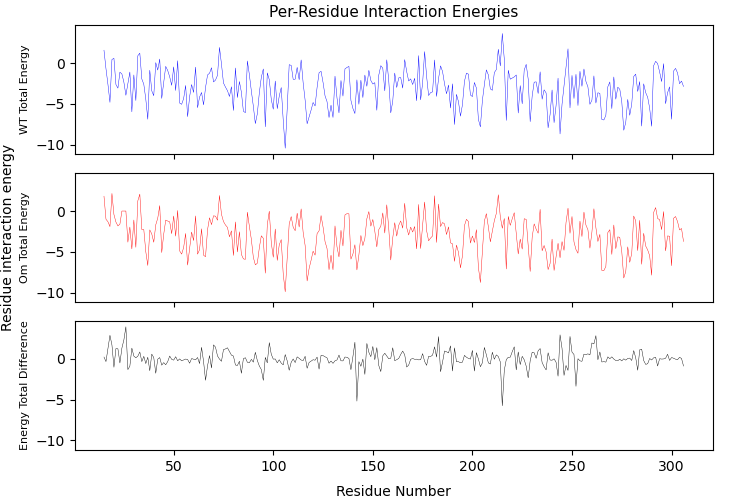 Per-Residue Interaction Energies
Residue interaction energy
WT Total Energy
0
−5
−10
Om Total Energy
0
−5
−10
Energy Total Difference
0
−5
−10
50 100 150 200 250 300
Residue Number